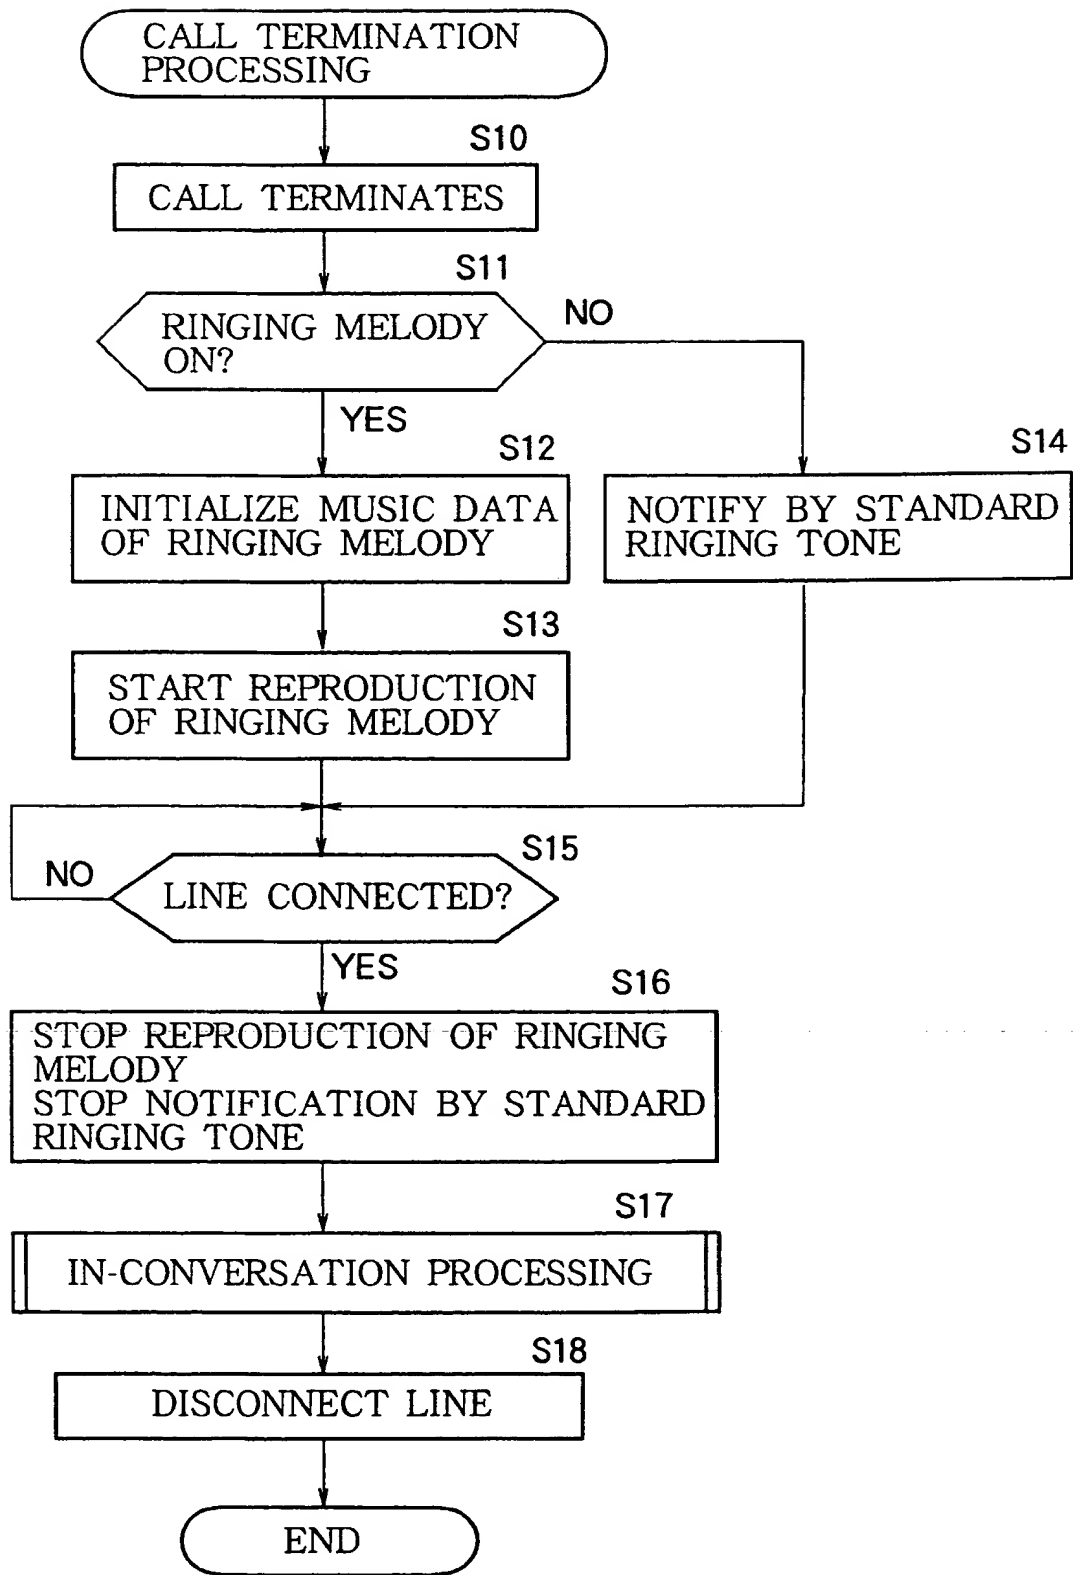 CALL TERMINATION
PROCESSING
S10
CALL TERMINATES
S11
RINGING MELODY
ON?
NO
YES
S12
INITIALIZE MUSIC DATA
OF RINGING MELODY
S14
NOTIFY BY STANDARD
RINGING TONE
S13
START REPRODUCTION
OF RINGING MELODY
S15
NO
LINE CONNECTED?
YES
S16
STOP REPRODUCTION OF RINGING
MELODY
STOP NOTIFICATION BY STANDARD
RINGING TONE
S17
IN-CONVERSATION PROCESSING
S18
DISCONNECT LINE
END